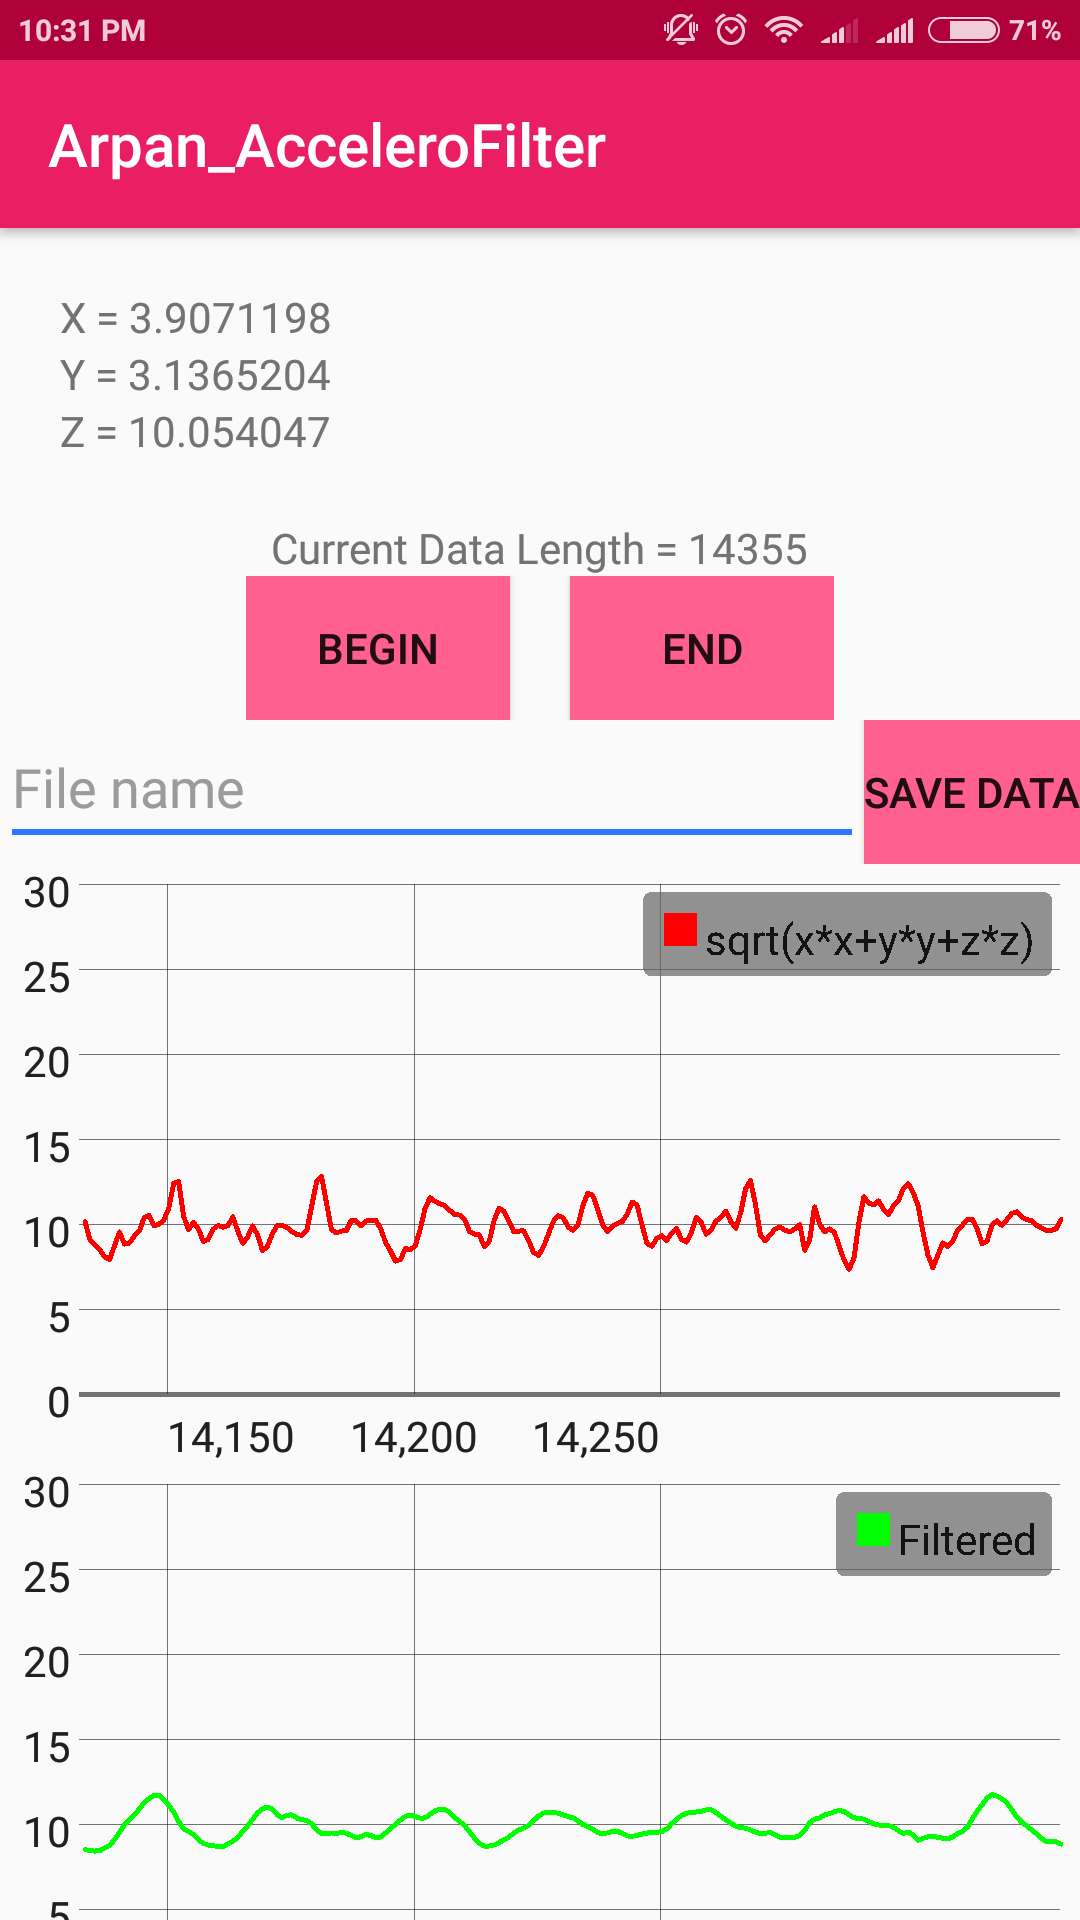 10:31 PM 71%
Arpan_AcceleroFilter
X = 3.9071198
Y = 3.1365204
Z = 10.054047
Current Data Length = 14355
BEGIN END
File name SAVE DATA
30
sqrt(x*x+y*y+z*z)
25
20
15
10
5
0
14,150 14,200 14,250
30
Filtered
25
20
15
10
5